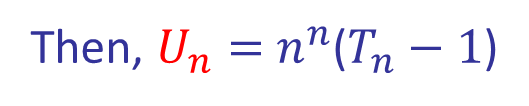 Then, Uₙ = nⁿ(Tₙ − 1)